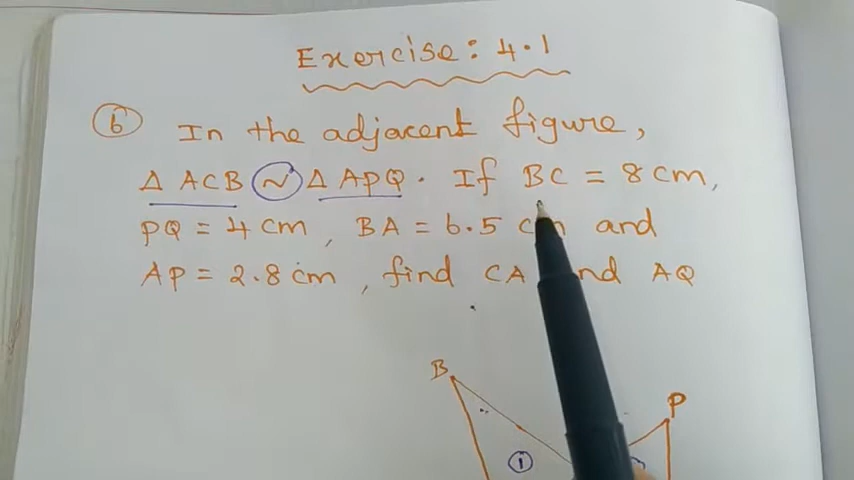 Exercise: 4.1
6 In the adjacent figure,
Δ ACB ~ Δ APQ. If BC = 8 cm,
PQ = 4 cm, BA = 6.5 cm and
AP = 2.8 cm, find CA and AQ
B
P
1